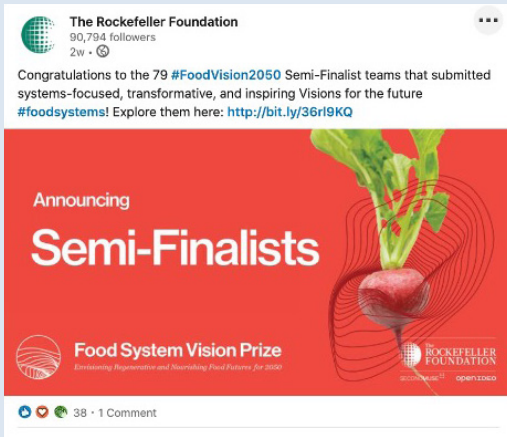 The Rockefeller Foundation
90,794 followers
2w •
Congratulations to the 79 #FoodVision2050 Semi-Finalist teams that submitted
systems-focused, transformative, and inspiring Visions for the future
#foodsystems! Explore them here: http://bit.ly/36rl9KQ
Announcing
Semi-Finalists
Food System Vision Prize
Envisioning Regenerative and Nourishing Food Futures for 2050
The
ROCKEFELLER
FOUNDATION
SECONDMUSE OPENIDEO
38 • 1 Comment